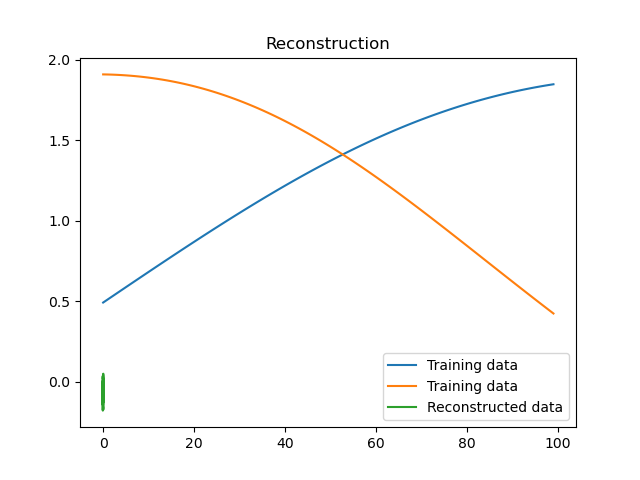 Reconstruction
2.0
1.5
1.0
0.5
0.0
0 20 40 60 80 100
Training data
Training data
Reconstructed data